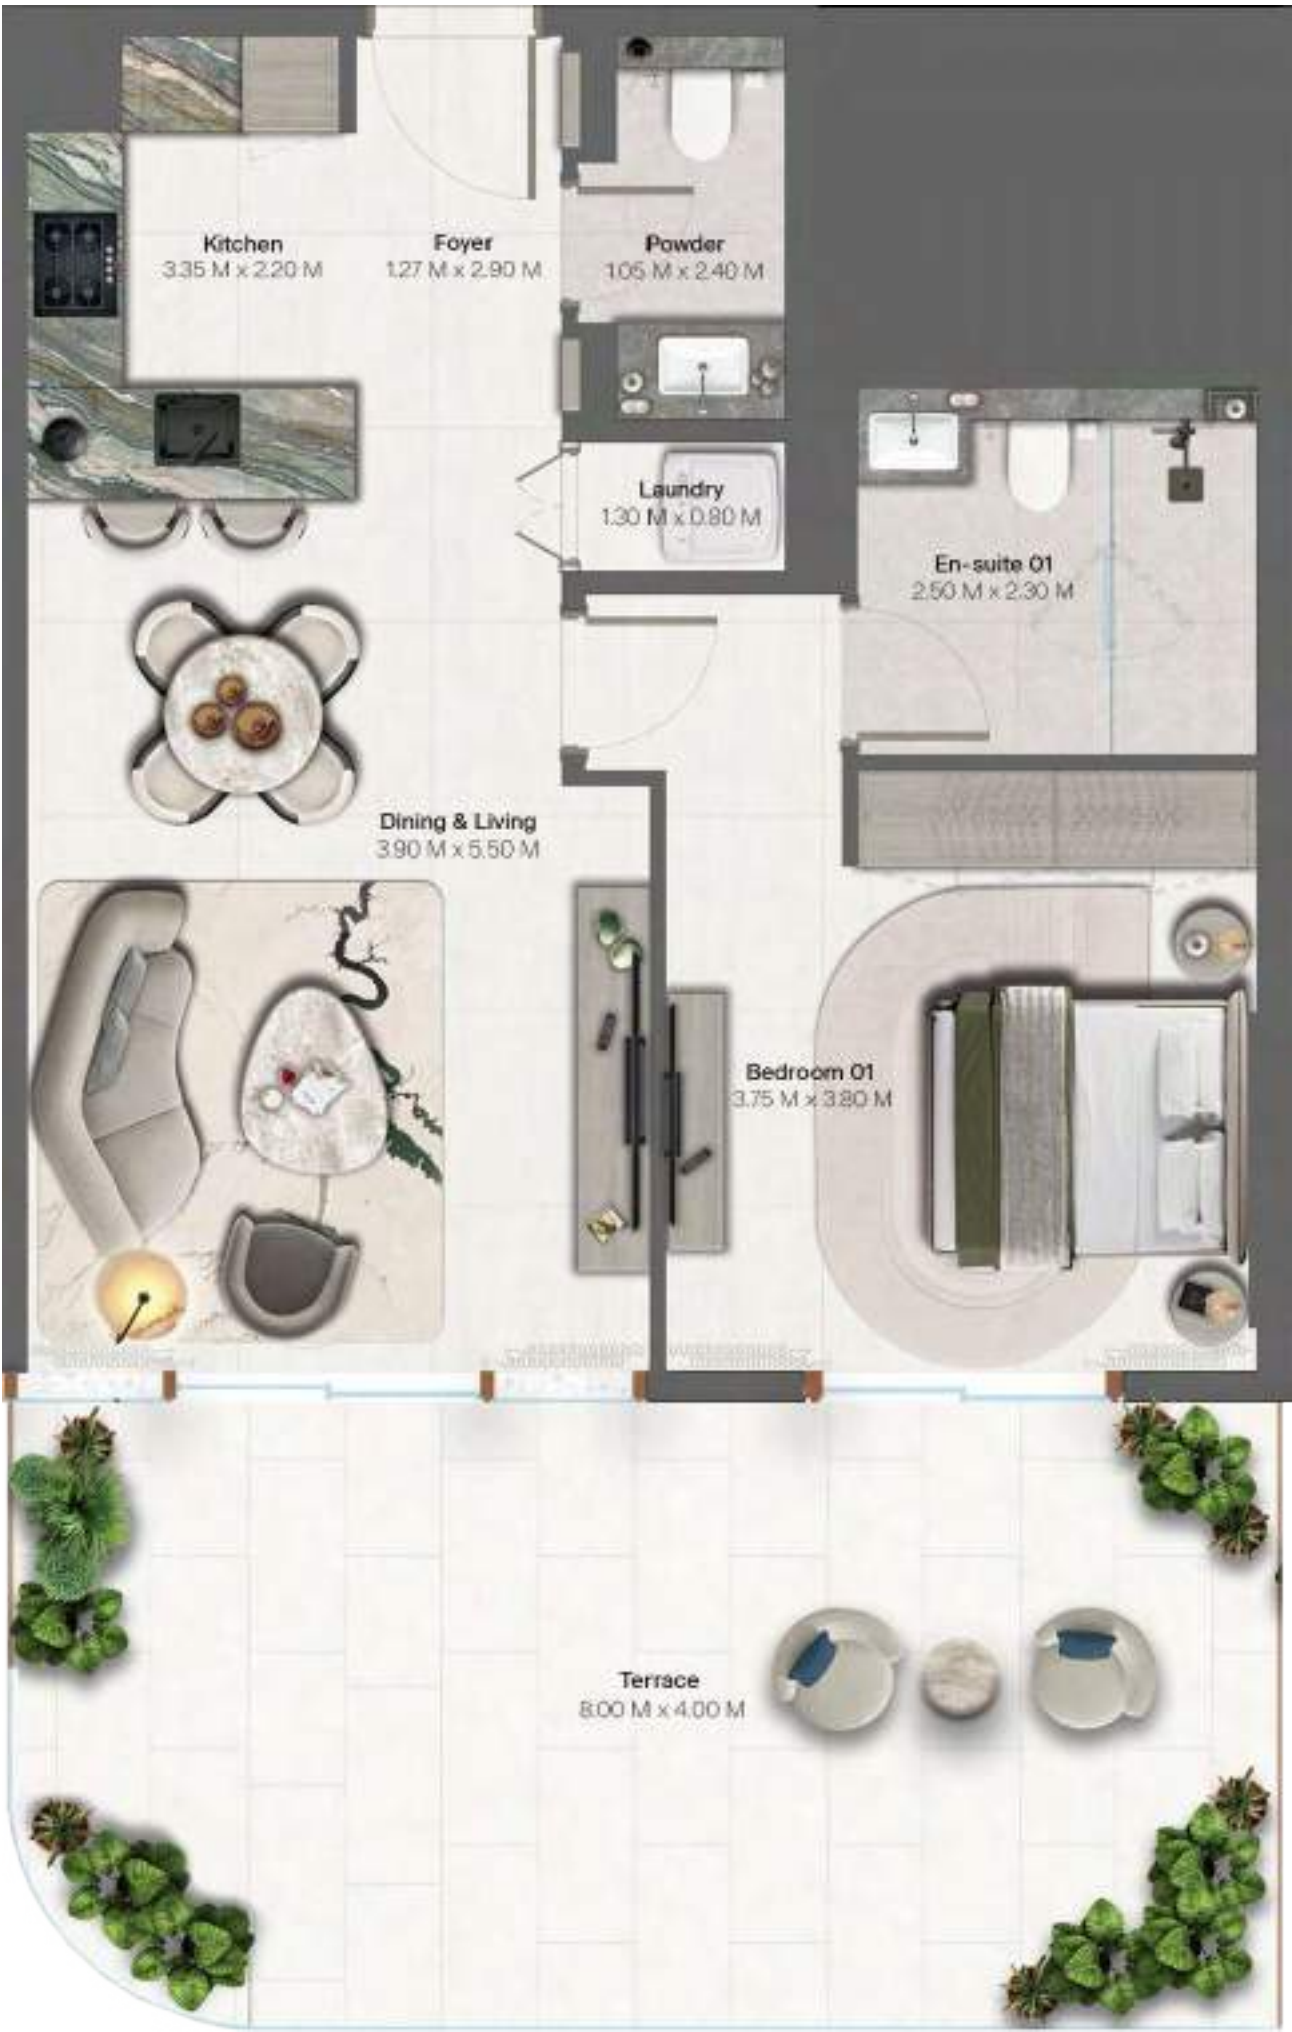 Kitchen
3.35 M x 2.20 M
Foyer
1.27 M x 2.90 M
Powder
1.05 M x 2.40 M
Laundry
1.30 M x 0.80 M
En-suite 01
2.50 M x 2.30 M
Dining & Living
3.90 M x 5.50 M
Bedroom 01
3.75 M x 3.80 M
Terrace
8.00 M x 4.00 M